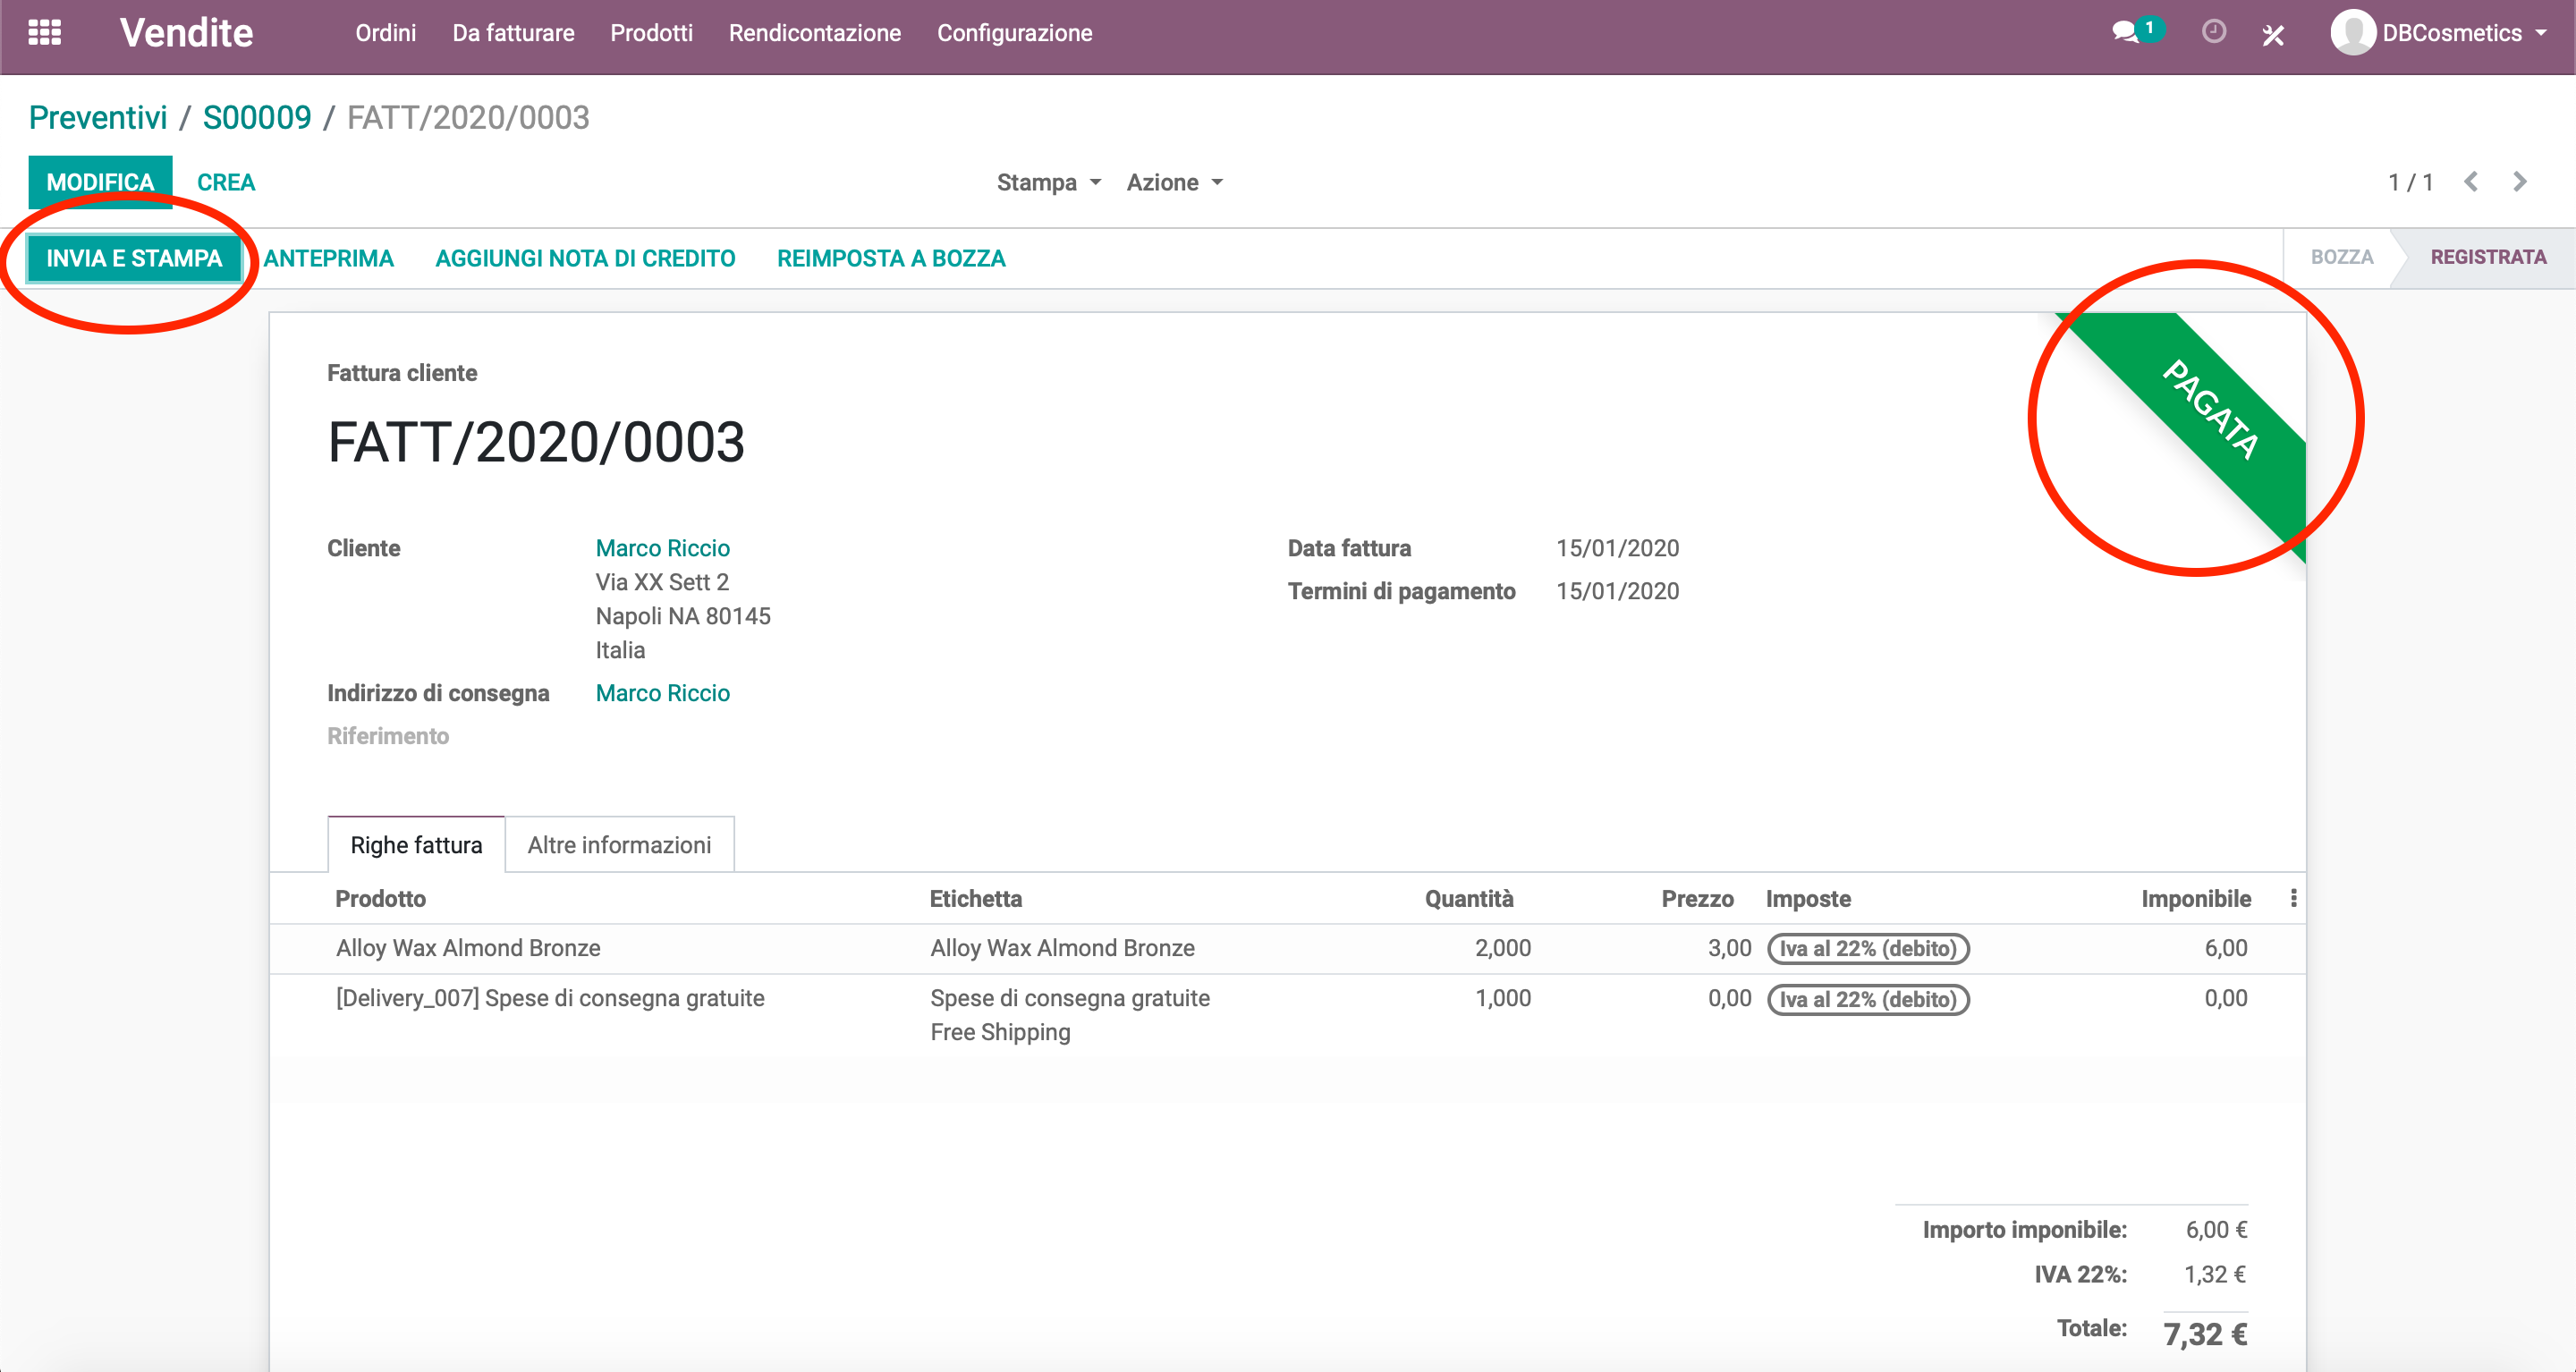 Vendite Ordini Da fatturare Prodotti Rendicontazione Configurazione 1 DBCosmetics
Preventivi / S00009 / FATT/2020/0003
MODIFICA CREA Stampa Azione 1 / 1
INVIA E STAMPA ANTEPRIMA AGGIUNGI NOTA DI CREDITO REIMPOSTA A BOZZA BOZZA REGISTRATA
PAGATA
Fattura cliente
FATT/2020/0003
Cliente Marco Riccio Data fattura 15/01/2020
Via XX Sett 2 Termini di pagamento 15/01/2020
Napoli NA 80145
Italia
Indirizzo di consegna Marco Riccio
Riferimento
Righe fattura Altre informazioni
Prodotto Etichetta Quantità Prezzo Imposte Imponibile
Alloy Wax Almond Bronze Alloy Wax Almond Bronze 2,000 3,00 Iva al 22% (debito) 6,00
[Delivery_007] Spese di consegna gratuite Spese di consegna gratuite 1,000 0,00 Iva al 22% (debito) 0,00
Free Shipping
Importo imponibile: 6,00 €
IVA 22%: 1,32 €
Totale: 7,32 €